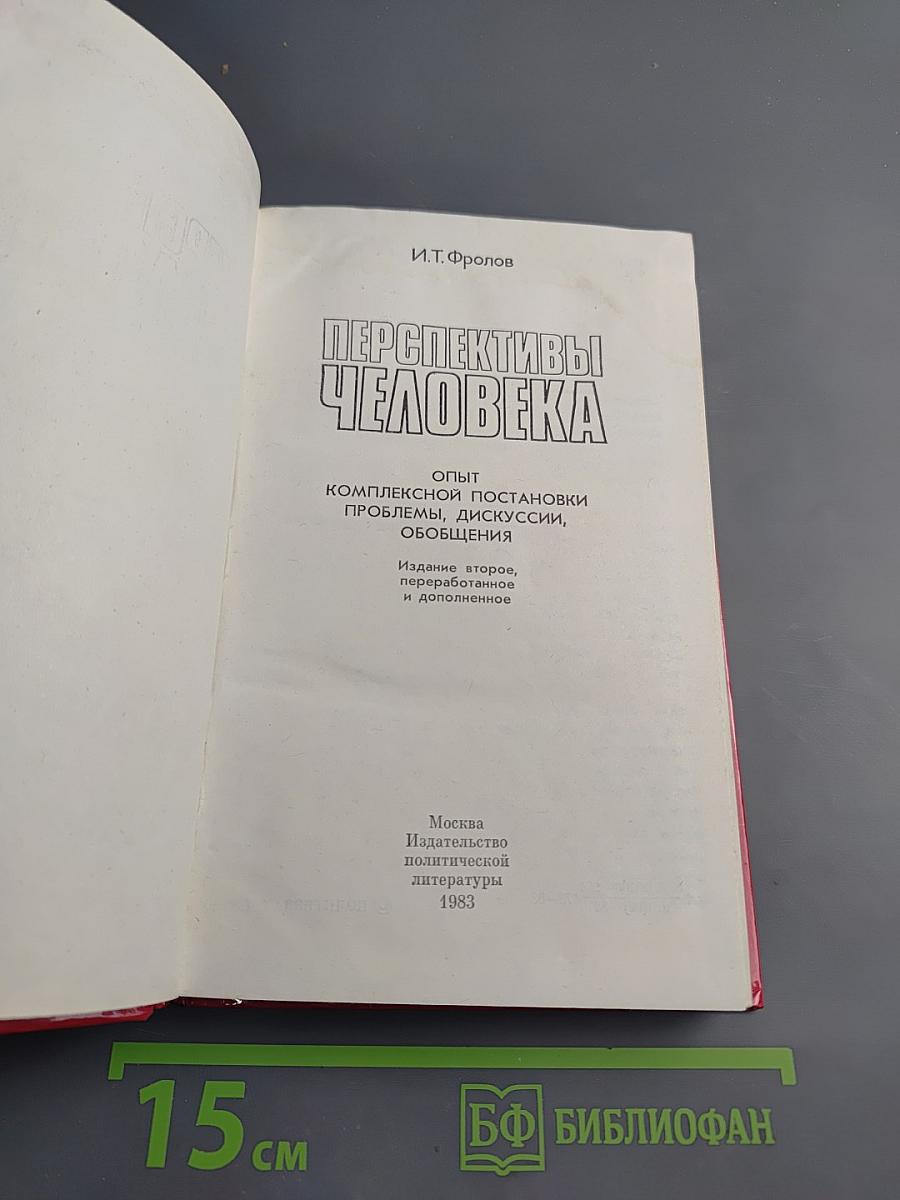 И.Т. Фролов
ПЕРСПЕКТИВЫ
ЧЕЛОВЕКА
ОПЫТ
КОМПЛЕКСНОЙ ПОСТАНОВКИ
ПРОБЛЕМЫ, ДИСКУССИИ,
ОБОБЩЕНИЯ
Издание второе,
переработанное
и дополненное
Москва
Издательство
политической
литературы
1983
15 см
БФ БИБЛИОФАН